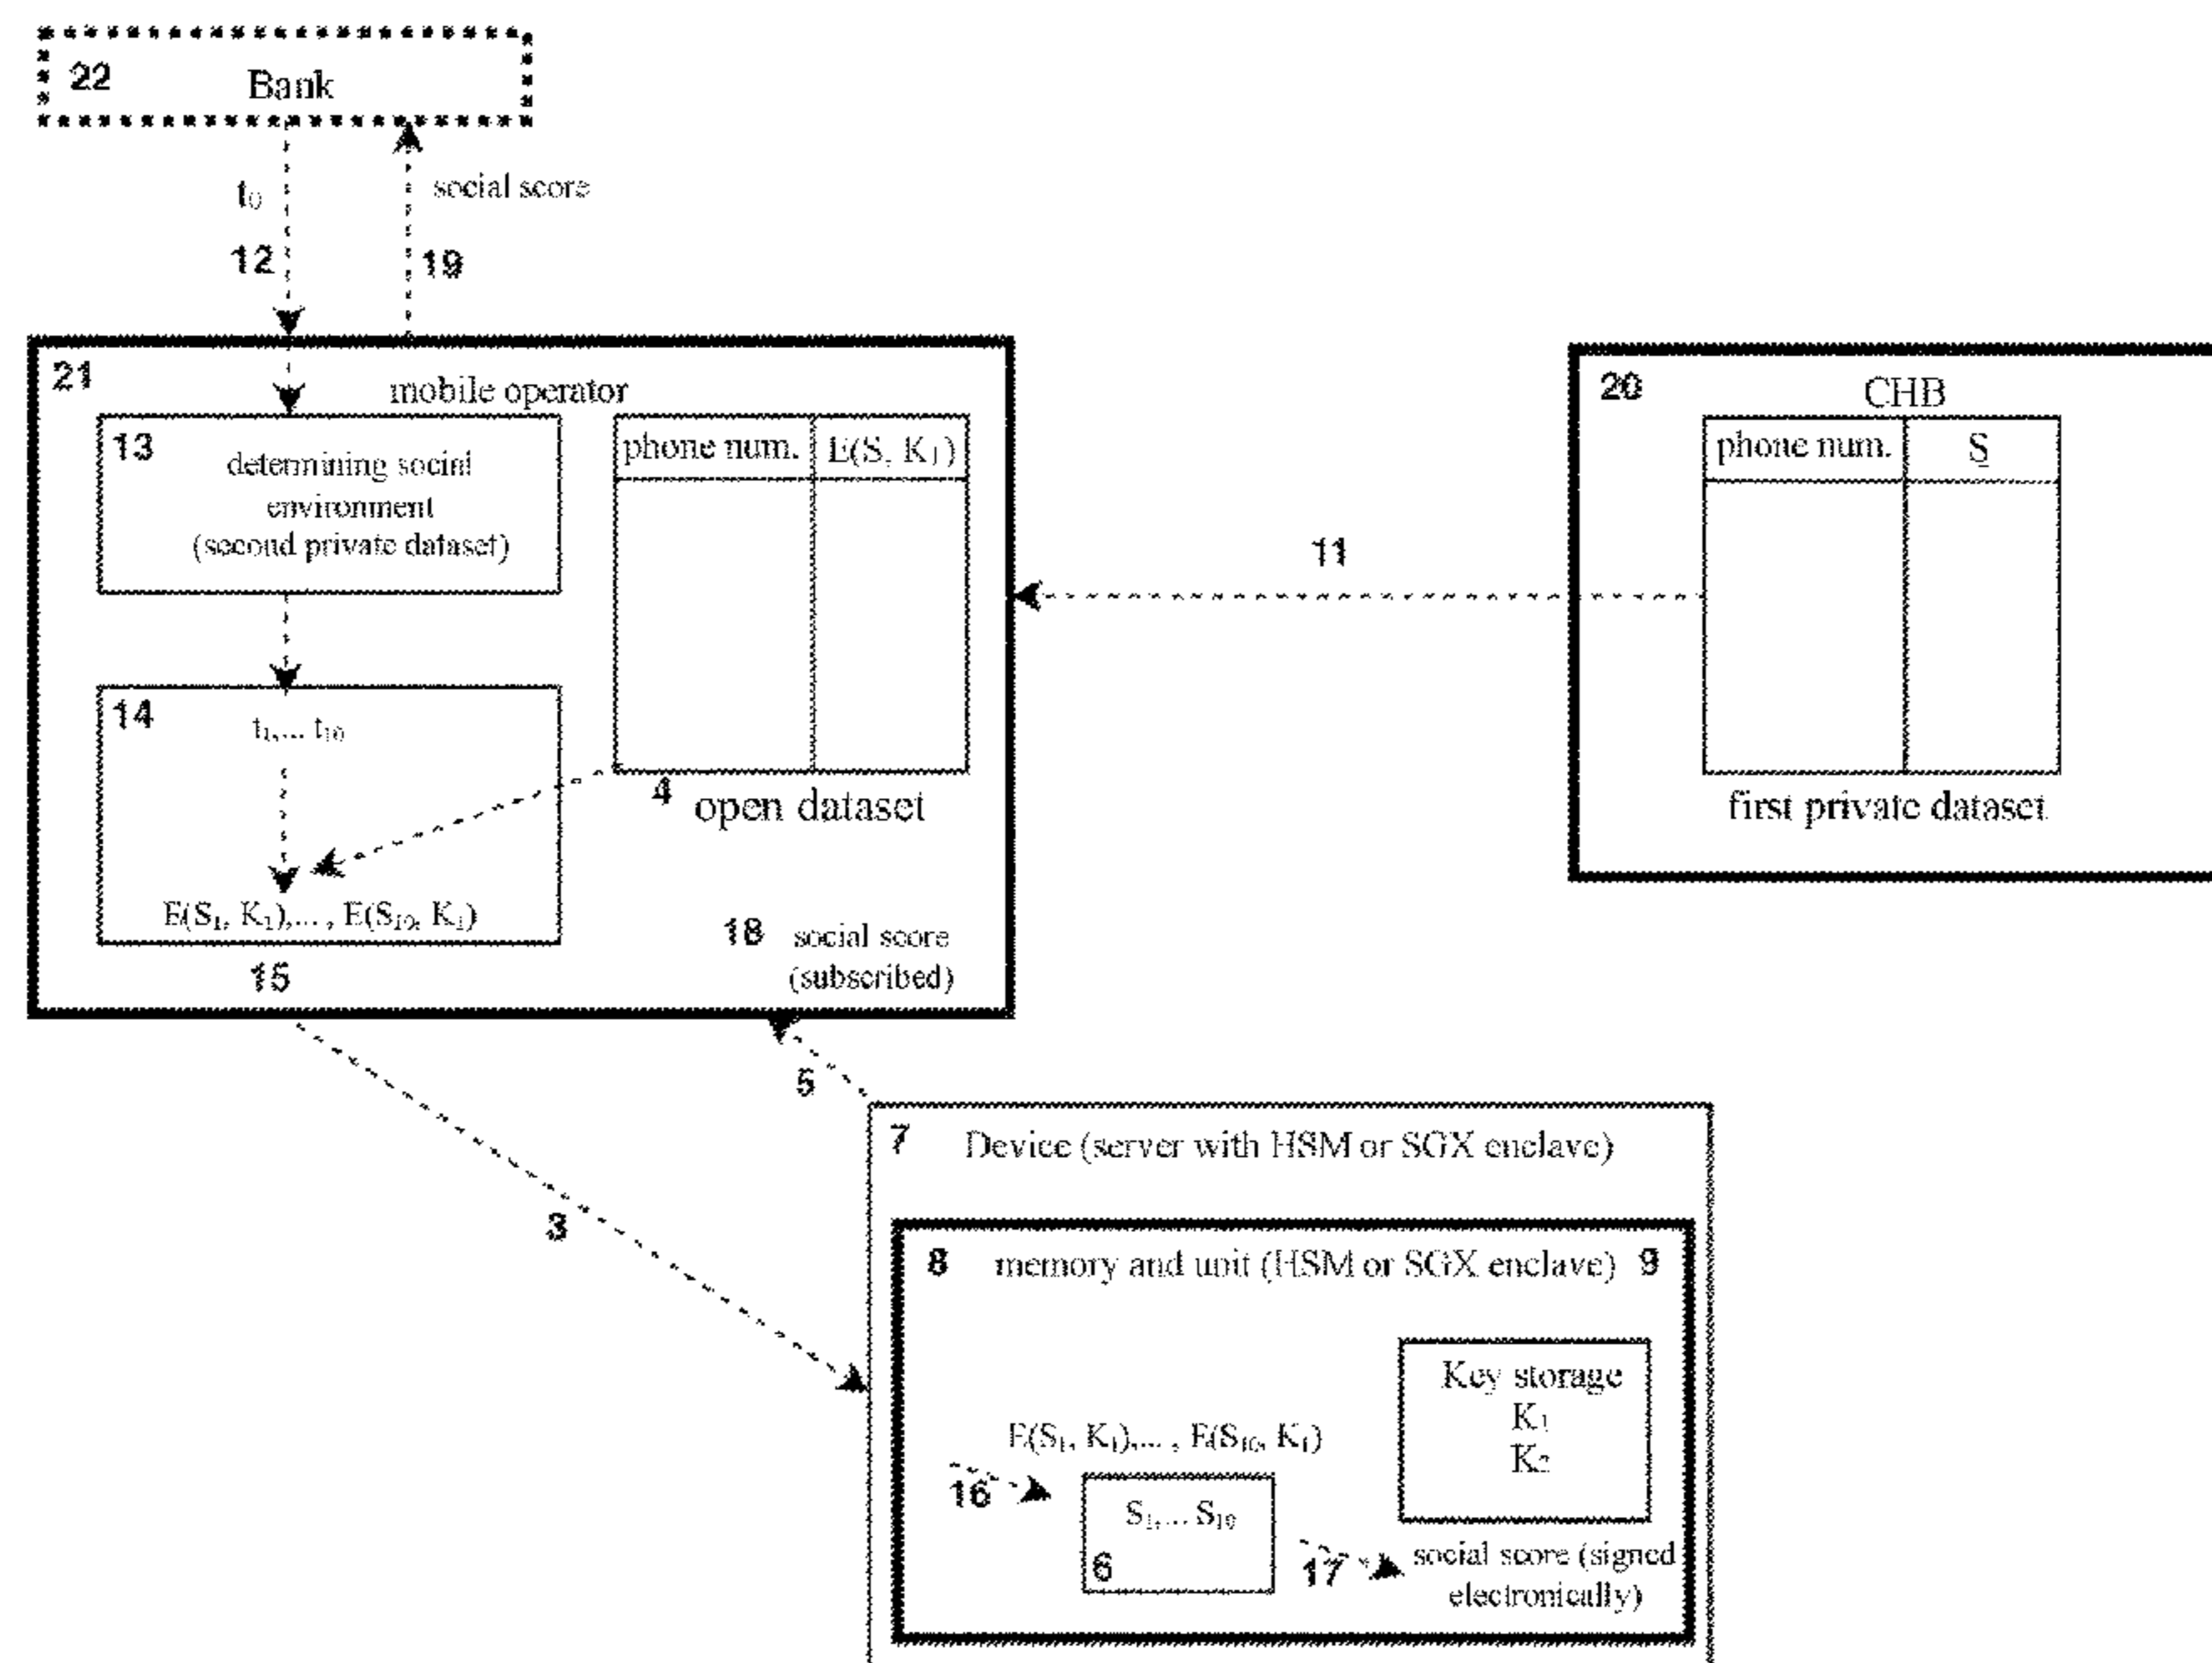 22
Bank
t₀
social score
12
19
21
mobile operator
13
determining social
environment
(second private dataset)
phone num.
E(S, K₁)
14
t₁,... t₁₀
E(S₁, K₁),... , E(S₁₀, K₁)
15
4
open dataset
18
social score
(subscribed)
11
20
CHB
phone num.
S
first private dataset
3
5
7
Device (server with HSM or SGX enclave)
8
memory and unit (HSM or SGX enclave)
9
Key storage
K₁
K₂
E(S₁, K₁),... , E(S₁₀, K₁)
16
S₁,... S₁₀
6
17
social score (signed
electronically)